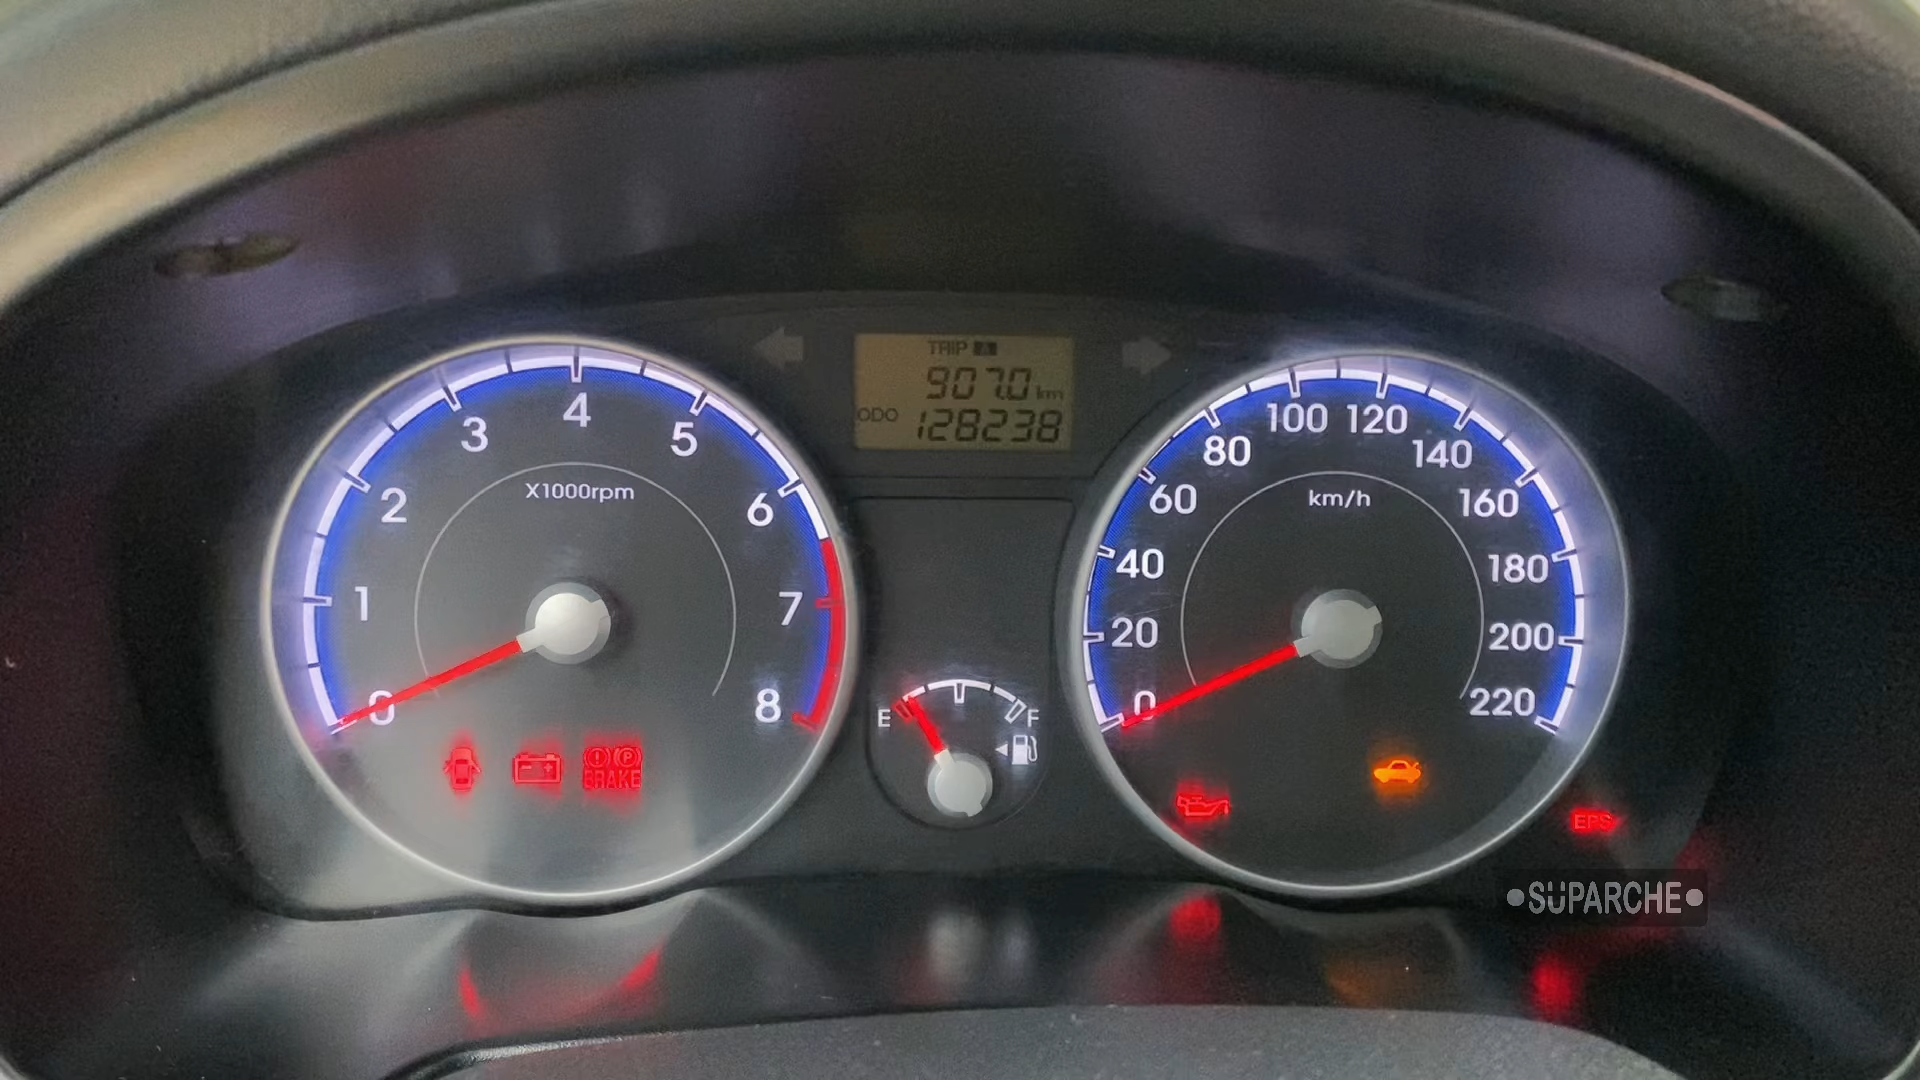 TRIP
907.0 km
ODO 128238
0 1 2 3 4 5 6 7 8
X1000rpm
BRAKE
E F
0 20 40 60 80 100 120 140 160 180 200 220
km/h
EPS
•SUPARCHE•